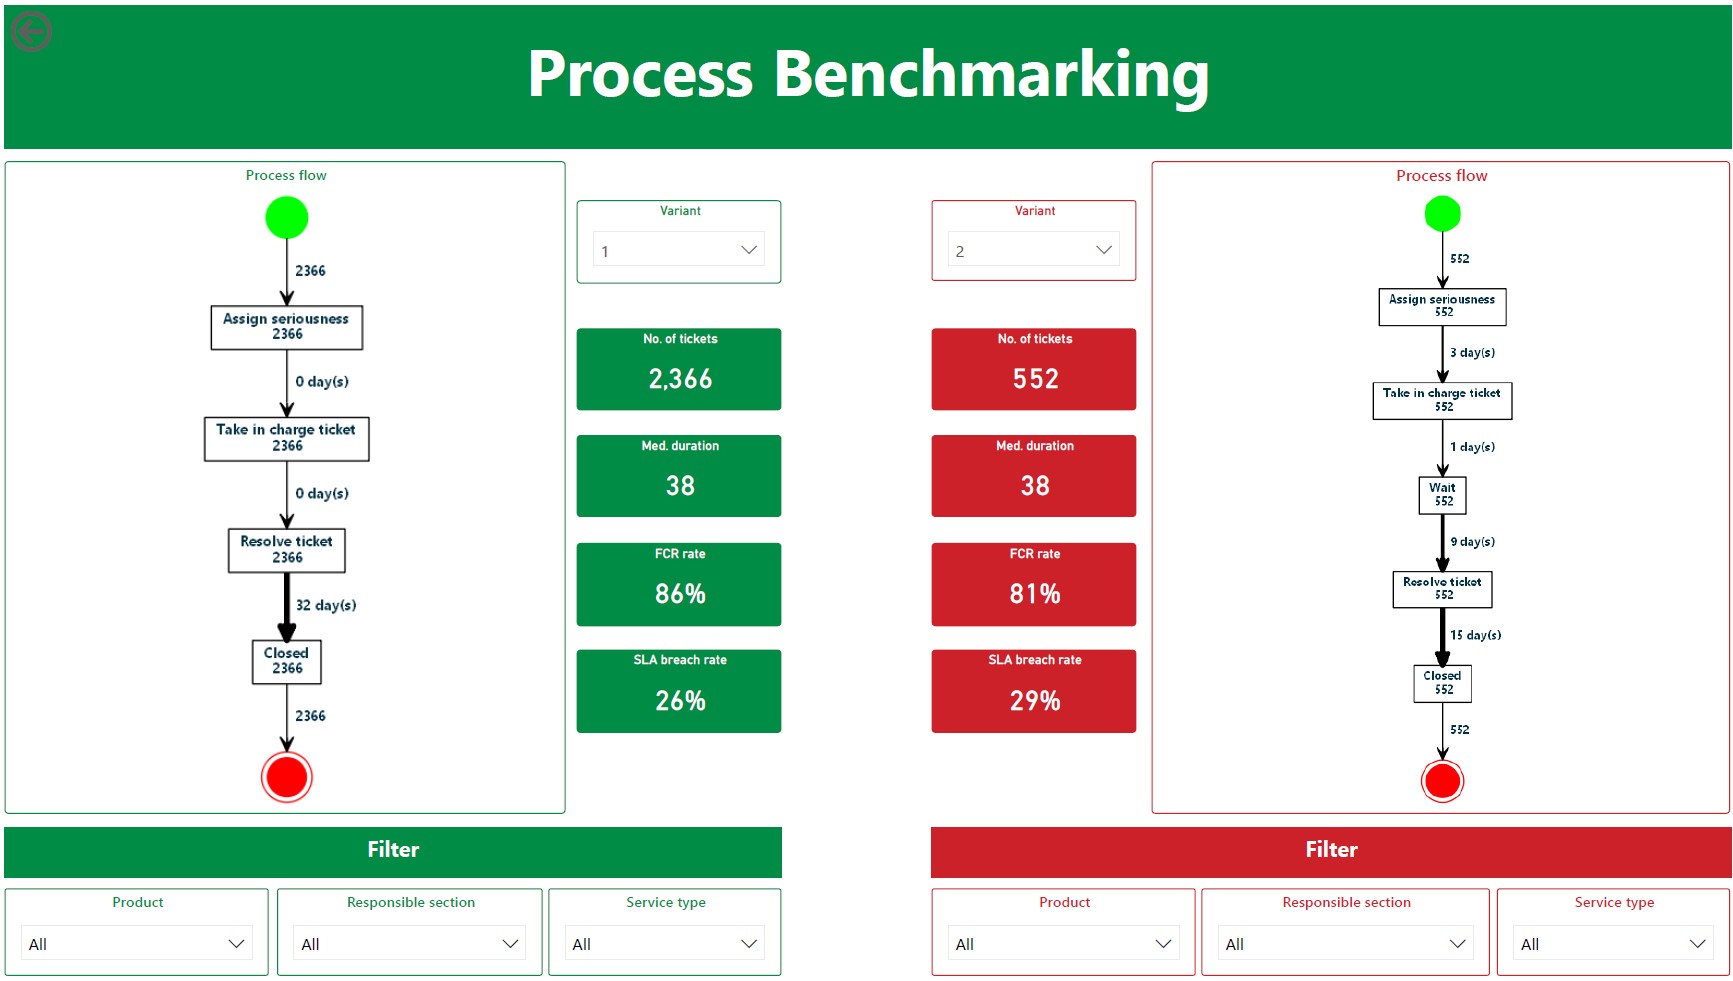 Process Benchmarking
Process flow
2366
Assign seriousness
2366
0 day(s)
Take in charge ticket
2366
0 day(s)
Resolve ticket
2366
32 day(s)
Closed
2366
2366
Variant
1
No. of tickets
2,366
Med. duration
38
FCR rate
86%
SLA breach rate
26%
Variant
2
No. of tickets
552
Med. duration
38
FCR rate
81%
SLA breach rate
29%
Process flow
552
Assign seriousness
552
3 day(s)
Take in charge ticket
552
1 day(s)
Wait
552
9 day(s)
Resolve ticket
552
15 day(s)
Closed
552
552
Filter
Product
All
Responsible section
All
Service type
All
Filter
Product
All
Responsible section
All
Service type
All